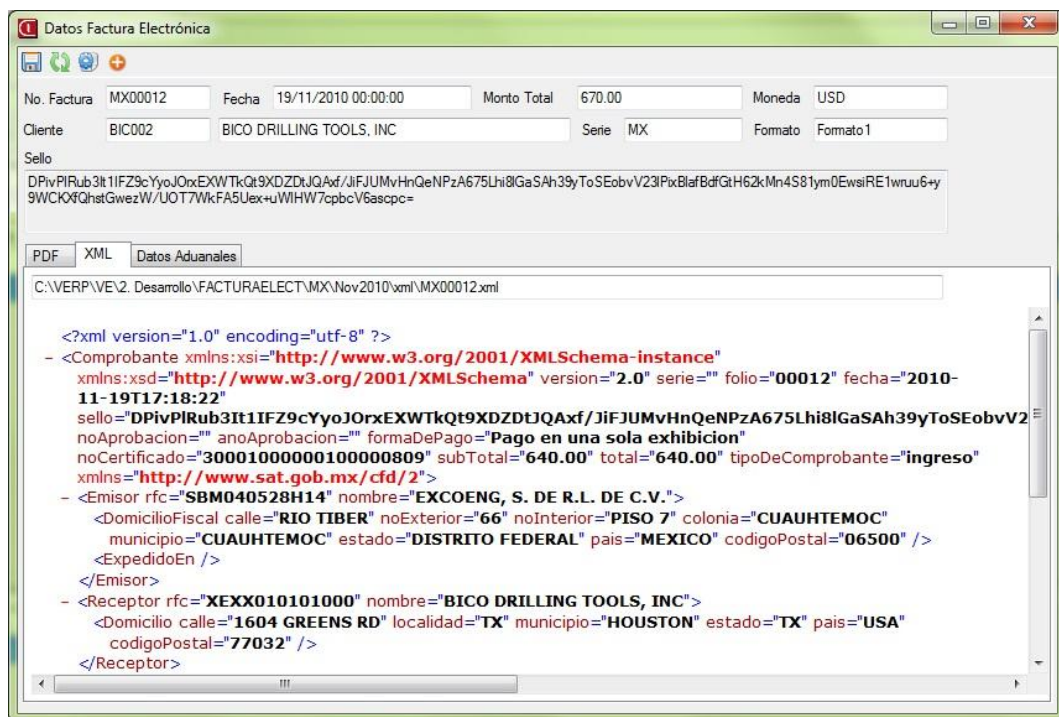 Datos Factura Electrónica
No. Factura MX00012 Fecha 19/11/2010 00:00:00 Monto Total 670.00 Moneda USD
Cliente BIC002 BICO DRILLING TOOLS, INC Serie MX Formato Formato1
Sello
DPivPlRub3It1IFZ9cYyoJOrxEXWTkQt9XDZDtJQAxf/JiFJUMvHnQeNPzA675Lhi8lGaSAh39yToSEobvV23lPixBlafBdfGtH62kMn4S81ym0EwsiRE1wruu6+y
9WCKXfQhstGwezW/UOT7WkFA5Uex+uWIHW7cpbcV6ascpc=
PDF XML Datos Aduanales
C:\VERP\VE\2. Desarrollo\FACTURAELECT\MX\Nov2010\xml\MX00012.xml
<?xml version="1.0" encoding="utf-8" ?>
- <Comprobante xmlns:xsi="http://www.w3.org/2001/XMLSchema-instance"
xmlns:xsd="http://www.w3.org/2001/XMLSchema" version="2.0" serie="" folio="00012" fecha="2010-
11-19T17:18:22"
sello="DPivPlRub3It1IFZ9cYyoJOrxEXWTkQt9XDZDtJQAxf/JiFJUMvHnQeNPzA675Lhi8lGaSAh39yToSEobvV2
noAprobacion="" anoAprobacion="" formaDePago="Pago en una sola exhibicion"
noCertificado="30001000000100000809" subTotal="640.00" total="640.00" tipoDeComprobante="ingreso"
xmlns="http://www.sat.gob.mx/cfd/2">
- <Emisor rfc="SBM040528H14" nombre="EXCOENG, S. DE R.L. DE C.V.">
<DomicilioFiscal calle="RIO TIBER" noExterior="66" noInterior="PISO 7" colonia="CUAUHTEMOC"
municipio="CUAUHTEMOC" estado="DISTRITO FEDERAL" pais="MEXICO" codigoPostal="06500" />
<ExpedidoEn />
</Emisor>
- <Receptor rfc="XEXX010101000" nombre="BICO DRILLING TOOLS, INC">
<Domicilio calle="1604 GREENS RD" localidad="TX" municipio="HOUSTON" estado="TX" pais="USA"
codigoPostal="77032" />
</Receptor>